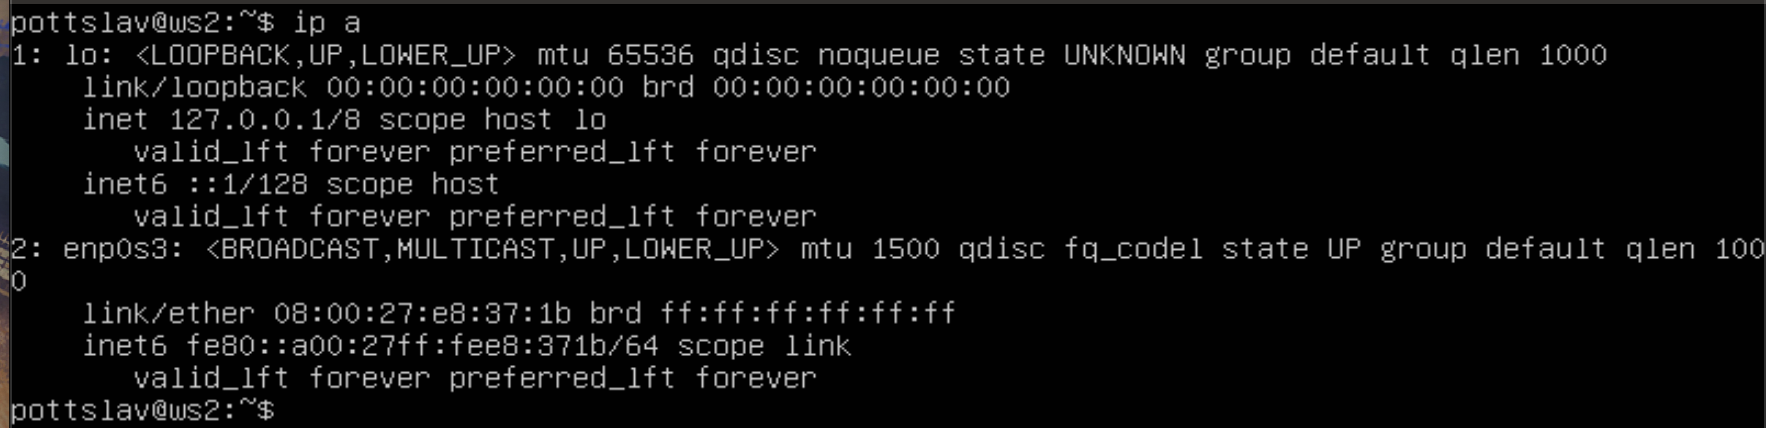 pottslav@ws2:~$ ip a
1: lo: <LOOPBACK,UP,LOWER_UP> mtu 65536 qdisc noqueue state UNKNOWN group default qlen 1000
    link/loopback 00:00:00:00:00:00 brd 00:00:00:00:00:00
    inet 127.0.0.1/8 scope host lo
       valid_lft forever preferred_lft forever
    inet6 ::1/128 scope host
       valid_lft forever preferred_lft forever
2: enp0s3: <BROADCAST,MULTICAST,UP,LOWER_UP> mtu 1500 qdisc fq_codel state UP group default qlen 100
0
    link/ether 08:00:27:e8:37:1b brd ff:ff:ff:ff:ff:ff
    inet6 fe80::a00:27ff:fee8:371b/64 scope link
       valid_lft forever preferred_lft forever
pottslav@ws2:~$